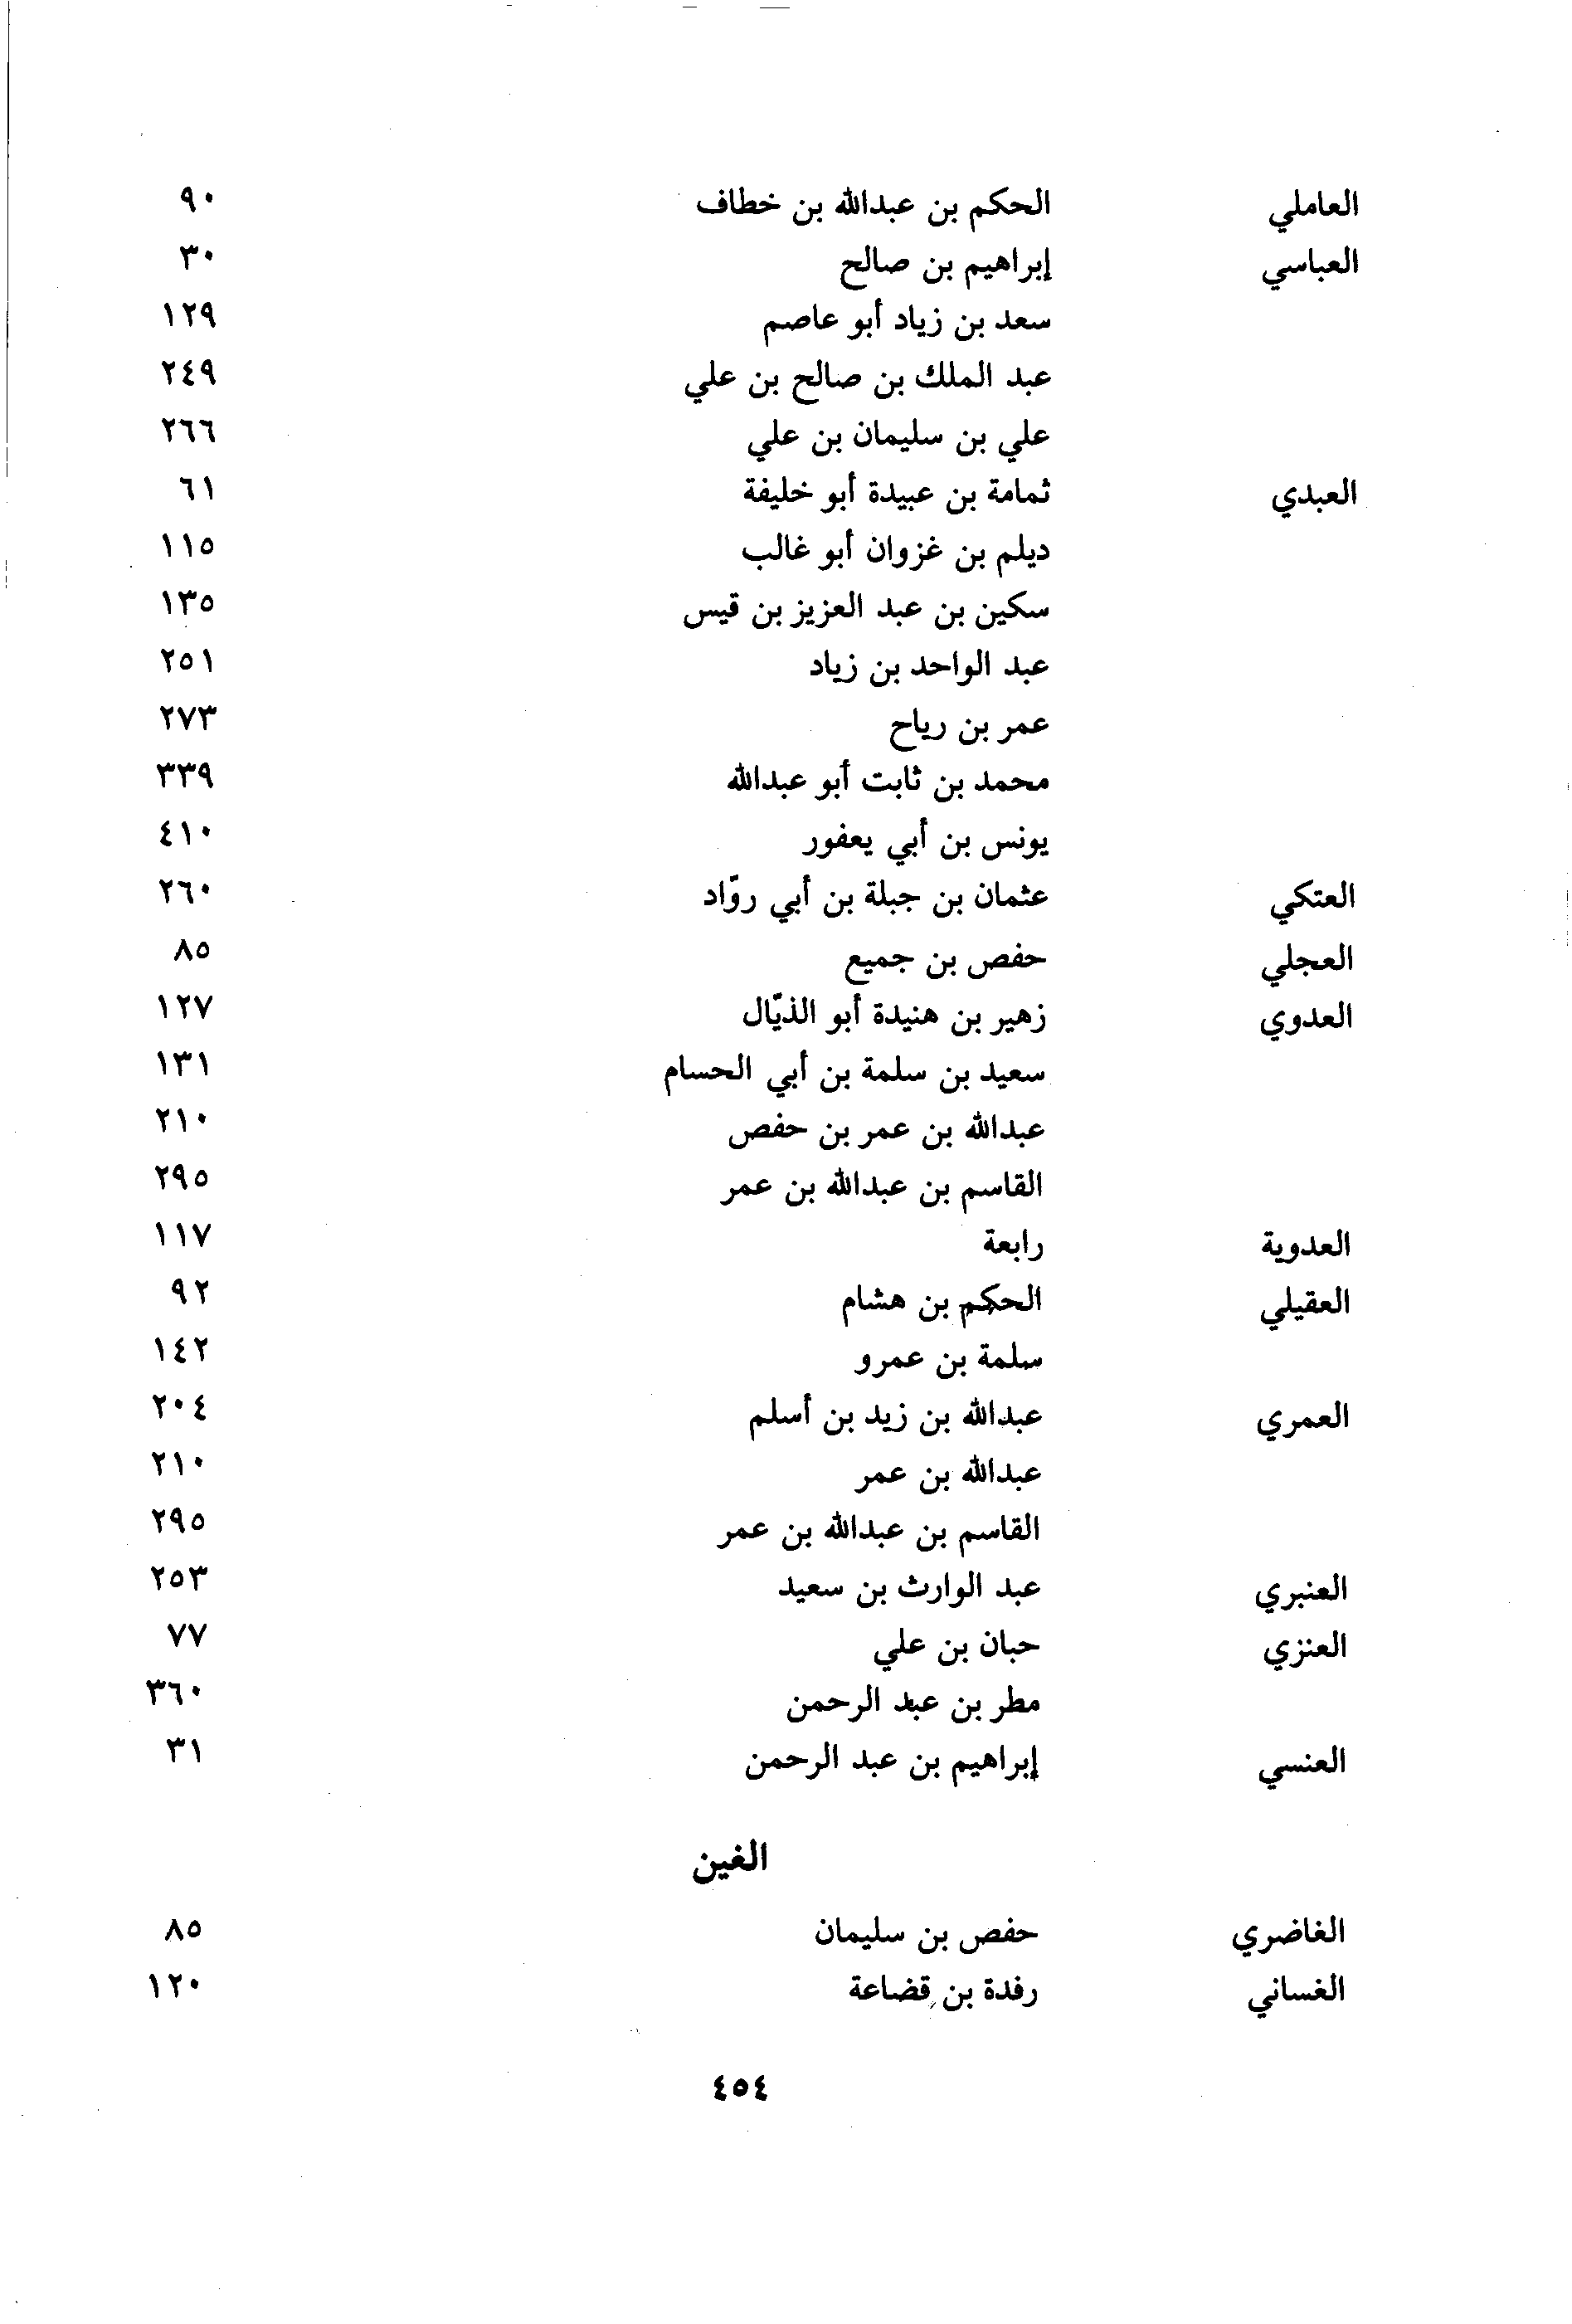 العاملي الحكم بن عبدالله بن خطاف ٩٠
العباسي إبراهيم بن صالح ٣٠
سعد بن زياد أبو عاصم ١٢٩
عبد الملك بن صالح بن علي ٢٤٩
علي بن سليمان بن علي ٢٦٦
العبدي ثمامة بن عبيدة أبو خليفة ٦١
ديلم بن غزوان أبو غالب ١١٥
سكين بن عبد العزيز بن قيس ١٣٥
عبد الواحد بن زياد ٢٥١
عمر بن رياح ٢٧٣
محمد بن ثابت أبو عبدالله ٣٣٩
يونس بن أبي يعفور ٤١٠
العتكي عثمان بن جبلة بن أبي روّاد ٢٦٠
العجلي حفص بن جميع ٨٥
العدوي زهير بن هنيدة أبو الذيّال ١٢٧
سعيد بن سلمة بن أبي الحسام ١٣١
عبدالله بن عمر بن حفص ٢١٠
القاسم بن عبدالله بن عمر ٢٩٥
العدوية رابعة ١١٧
العقيلي الحكم بن هشام ٩٢
سلمة بن عمرو ١٤٢
العمري عبدالله بن زيد بن أسلم ٢٠٤
عبدالله بن عمر ٢١٠
القاسم بن عبدالله بن عمر ٢٩٥
العنبري عبد الوارث بن سعيد ٢٥٣
العنزي حبان بن علي ٧٧
مطر بن عبد الرحمن ٣٦٠
العنسي إبراهيم بن عبد الرحمن ٣١
الغين
الغاضري حفص بن سليمان ٨٥
الغساني رفدة بن قضاعة ١٢٠
٤٥٤